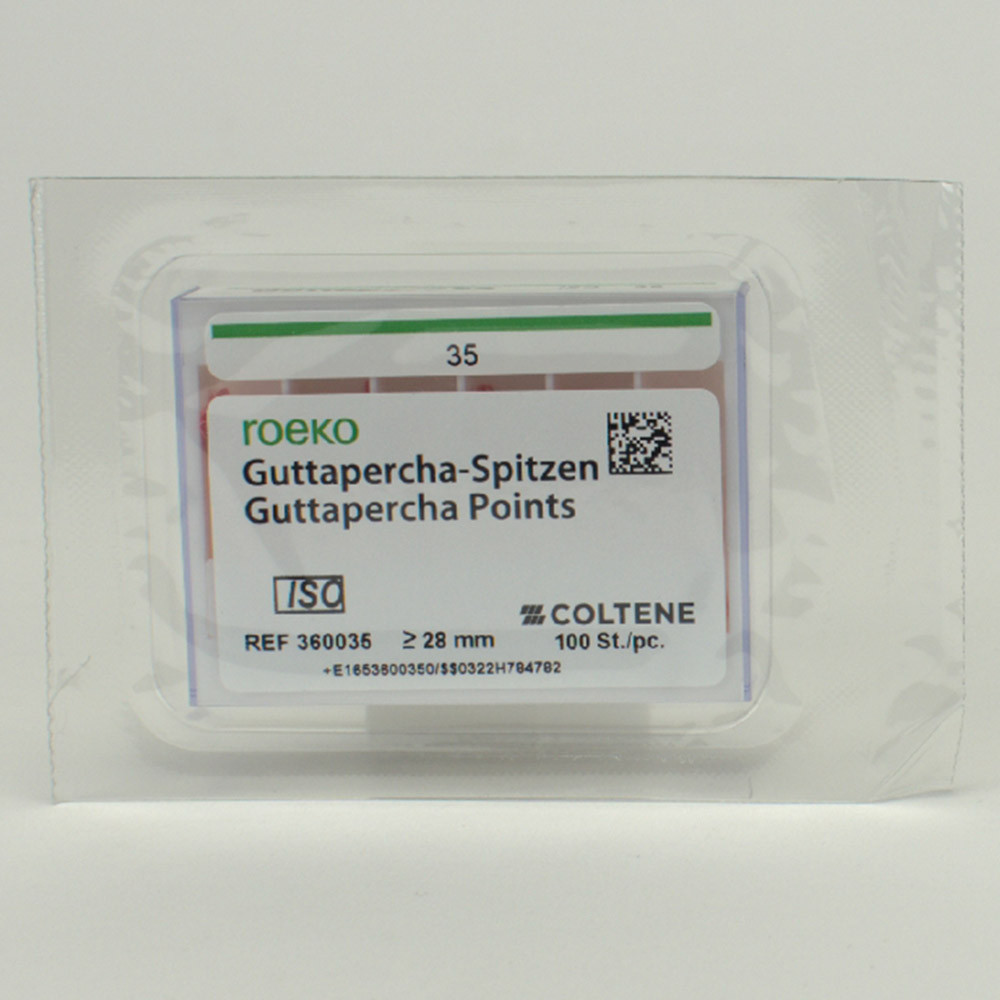 35
roeko
Guttapercha-Spitzen
Guttapercha Points
ISO
COLTENE
REF 360035 ≥ 28 mm 100 St./pc.
+E1653600350/$$0322H784782